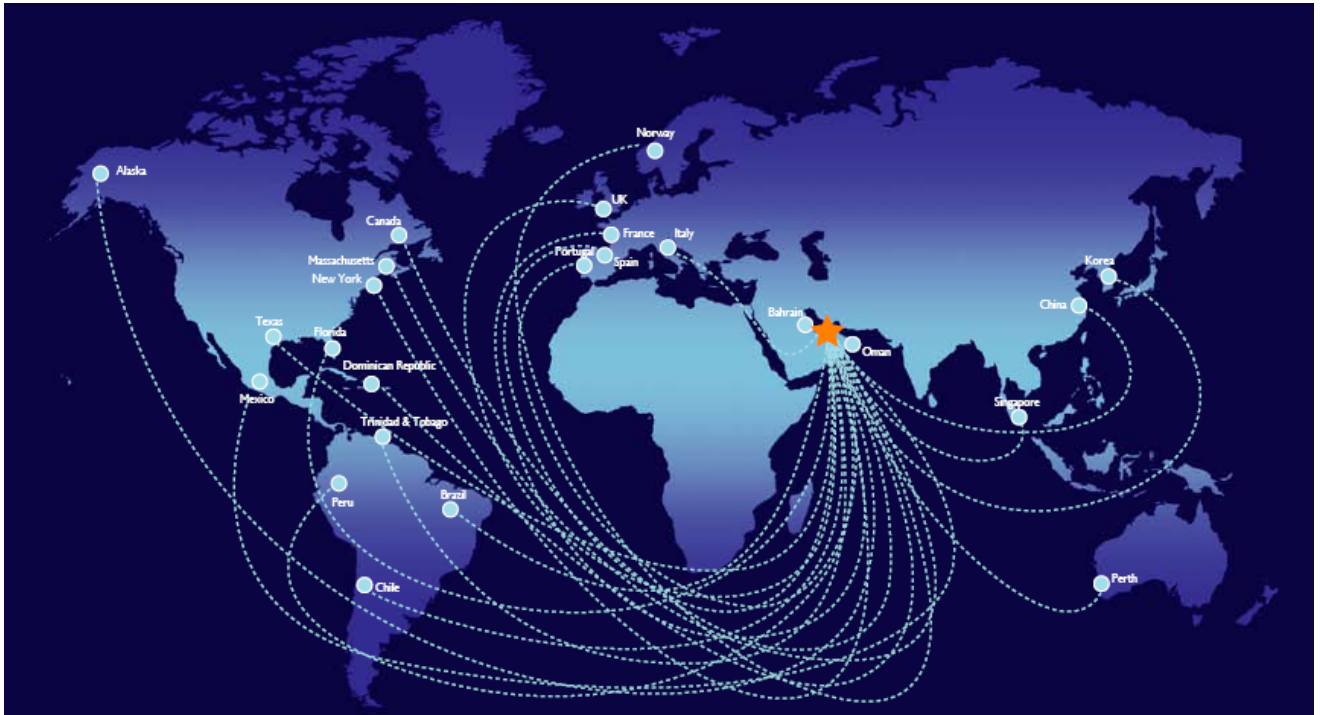 Norway
Alaska
UK
Canada
France
Italy
Portugal
Spain
Massachusetts
Korea
New York
China
Bahrain
Texas
Florida
Oman
Dominican Republic
Mexico
Singapore
Trinidad & Tpbago
Peru
Brazil
Perth
Chile